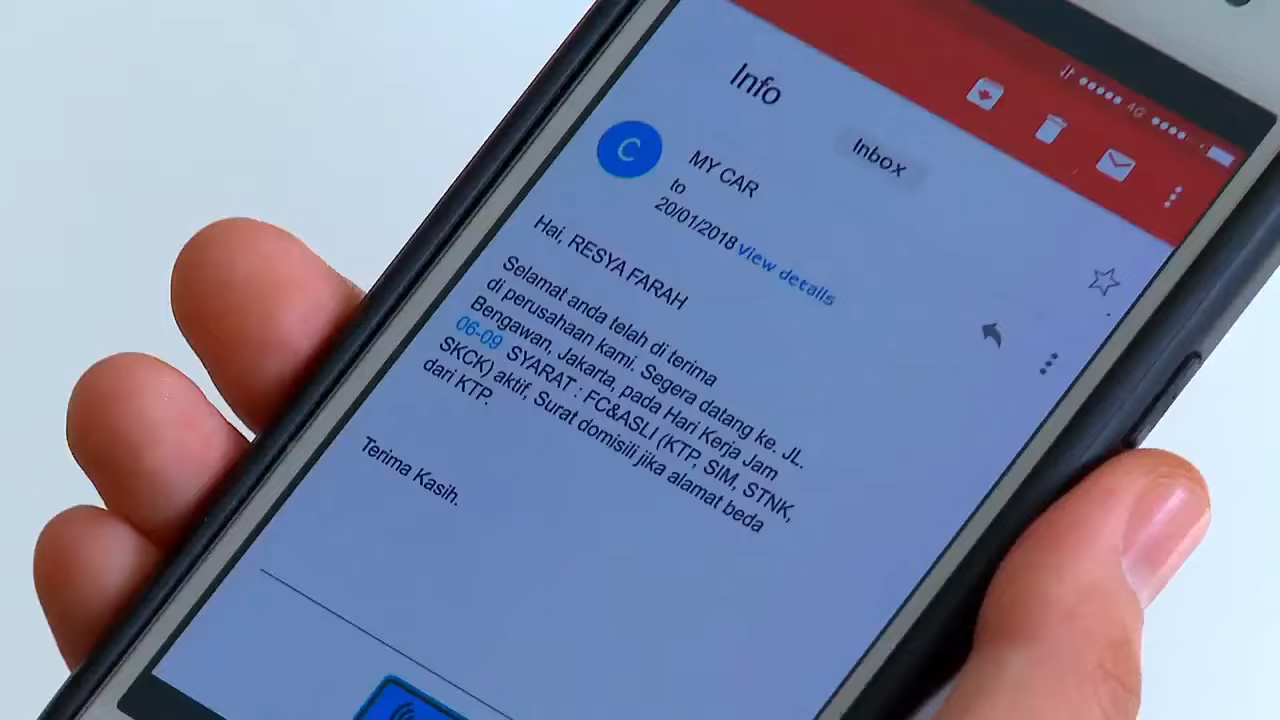 4G
Info
Inbox
C
MY CAR
to
20/01/2018 View details
Hai, RESYA FARAH
Selamat anda telah di terima
di perusahaan kami. Segera datang ke. JL.
Bengawan, Jakarta, pada Hari Kerja Jam
06-09 SYARAT : FC&ASLI (KTP, SIM, STNK,
SKCK) aktif, Surat domisili jika alamat beda
dari KTP.
Terima Kasih.